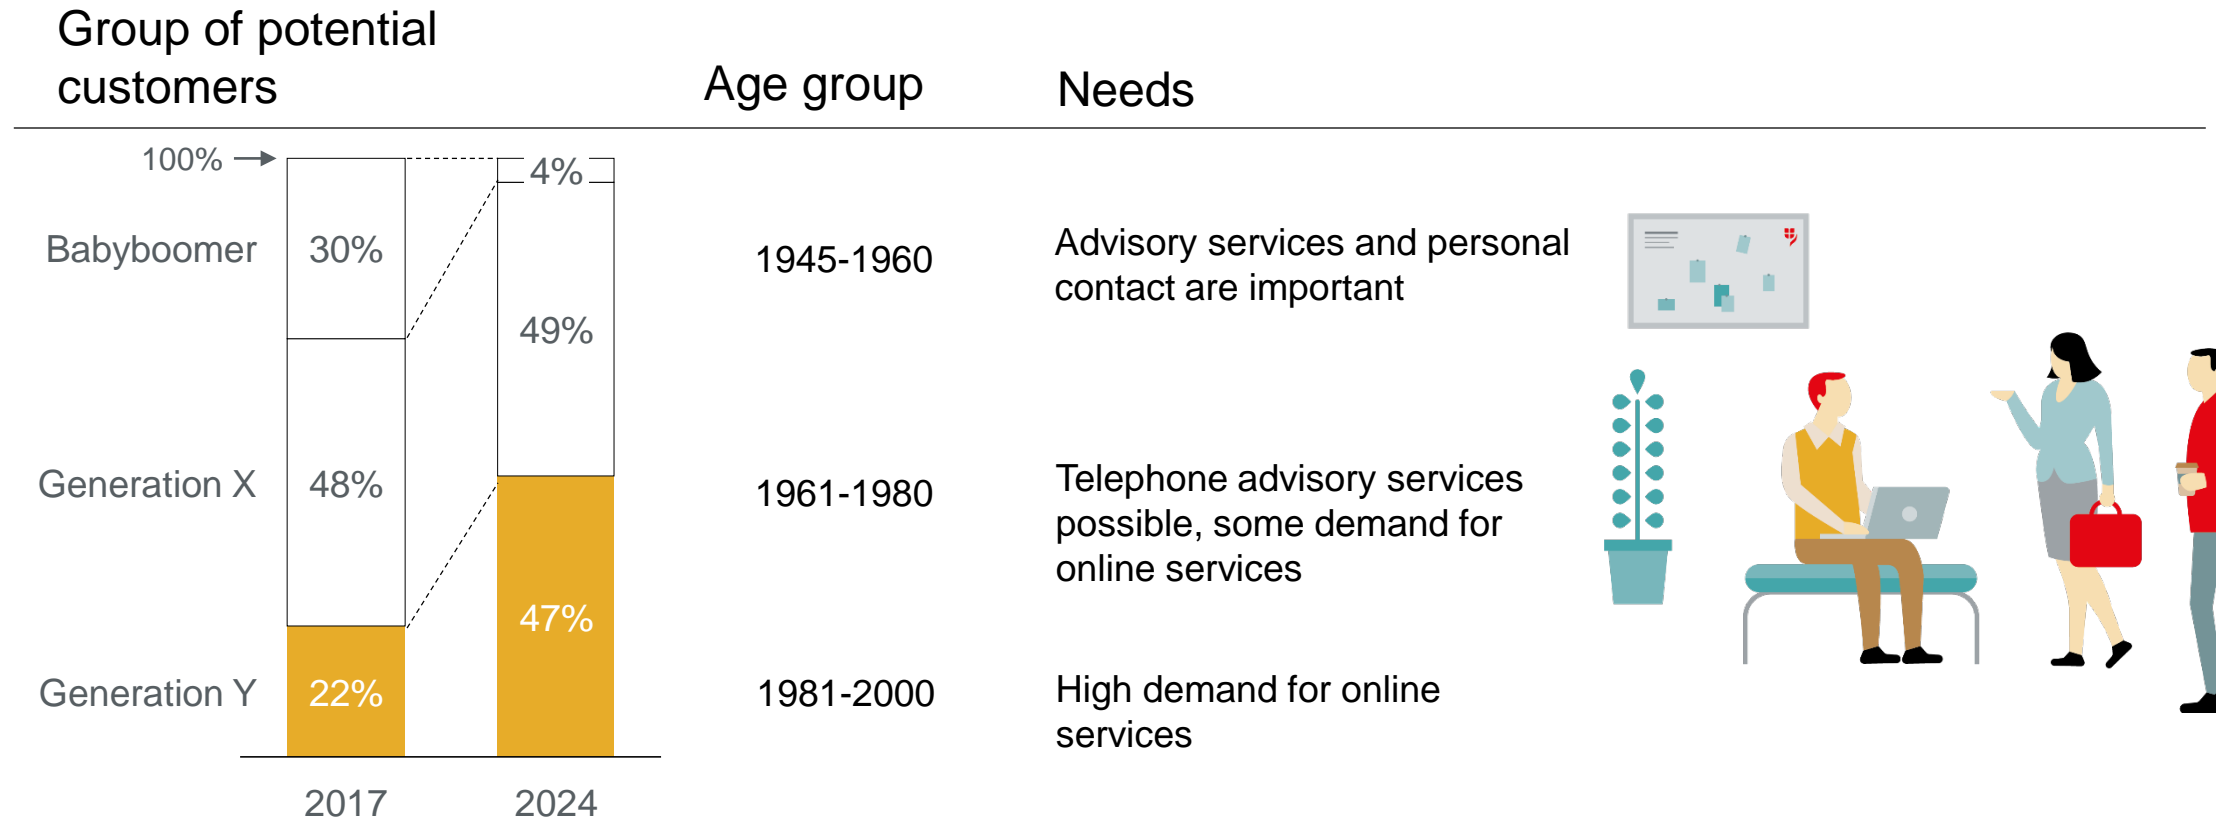 Group of potential
customers
Age group
Needs
100%
4%
Babyboomer
30%
1945-1960
Advisory services and personal
contact are important
49%
Generation X
48%
1961-1980
Telephone advisory services
possible, some demand for
online services
47%
Generation Y
22%
1981-2000
High demand for online
services
2017
2024